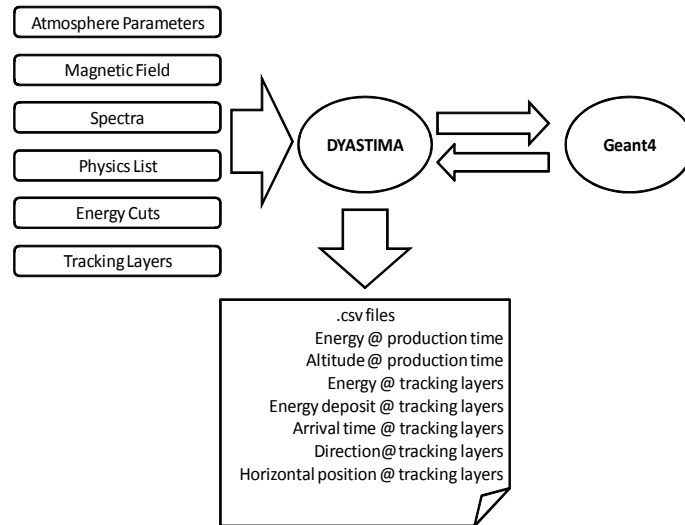 Atmosphere Parameters
Magnetic Field
Spectra
Physics List
Energy Cuts
Tracking Layers
DYASTIMA
Geant4
.csv files
Energy @ production time
Altitude @ production time
Energy @ tracking layers
Energy deposit @ tracking layers
Arrival time @ tracking layers
Direction@ tracking layers
Horizontal position @ tracking layers